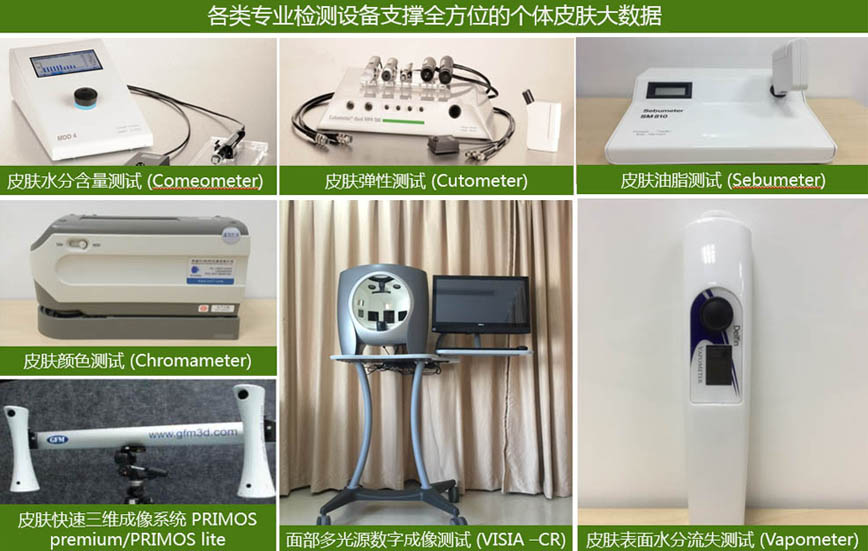 各类专业检测设备支撑全方位的个体皮肤大数据
MDD 4
皮肤水分含量测试 (Comeometer)
Cutometer® dual MPA 580
皮肤弹性测试 (Cutometer)
Sebumeter
SM 810
皮肤油脂测试 (Sebumeter)
皮肤颜色测试 (Chromameter)
GFM
www.gfm3d.com
皮肤快速三维成像系统 PRIMOS
premium/PRIMOS lite
面部多光源数字成像测试 (VISIA –CR)
Delfin
VAPOMETER
皮肤表面水分流失测试 (Vapometer)